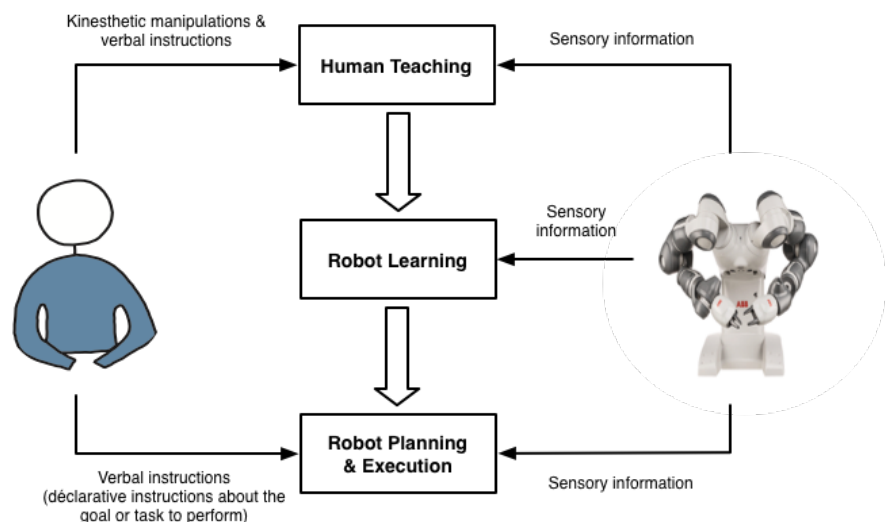 Kinesthetic manipulations &
verbal instructions
Sensory information
Human Teaching
Sensory
information
Robot Learning
ABB
Robot Planning
& Execution
Verbal instructions
(déclarative instructions about the
goal or task to perform)
Sensory information